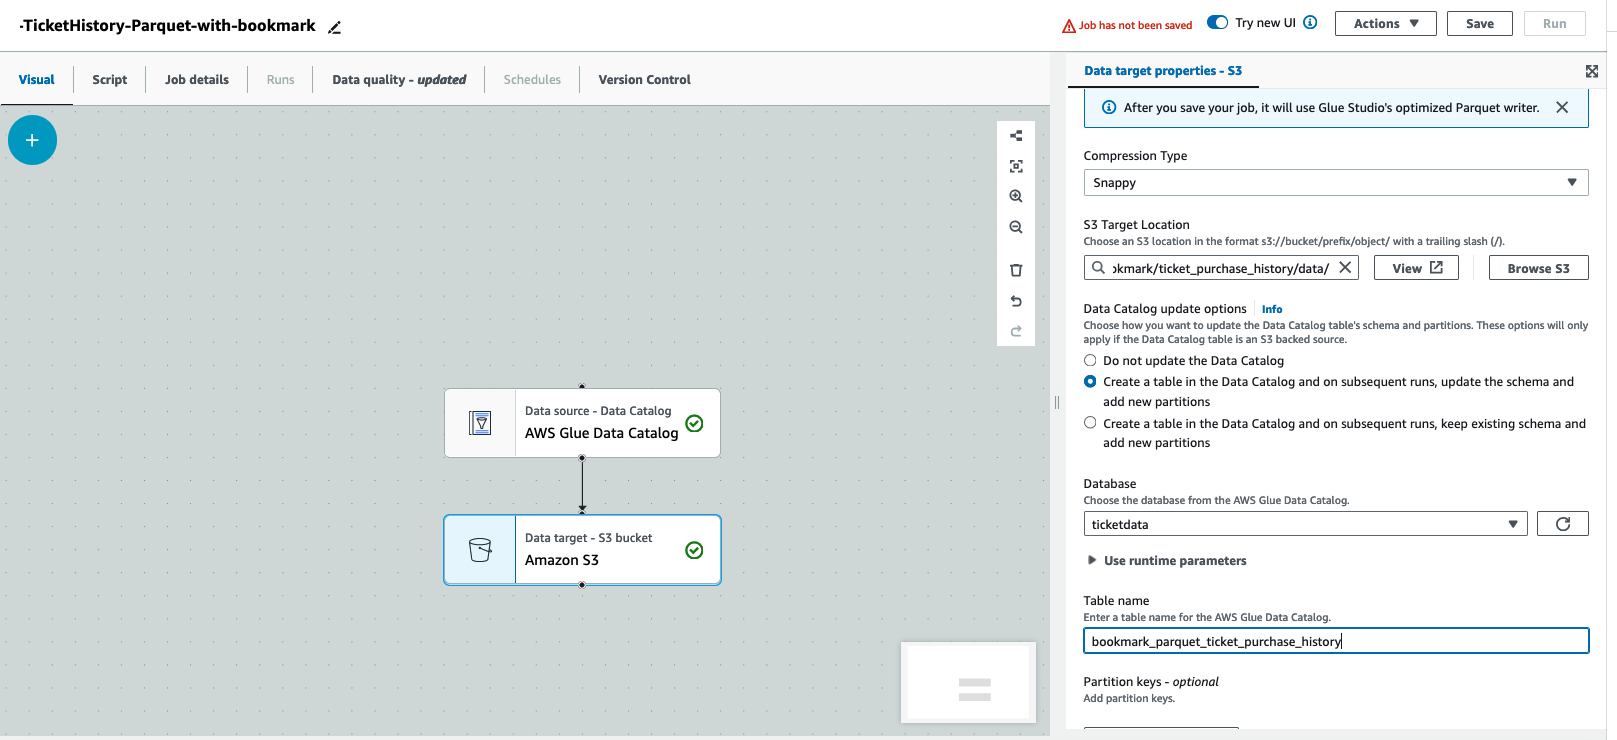 -TicketHistory-Parquet-with-bookmark
Job has not been saved
Try new UI
Actions
Save
Run
Visual
Script
Job details
Runs
Data quality - updated
Schedules
Version Control
Data source - Data Catalog
AWS Glue Data Catalog
Data target - S3 bucket
Amazon S3
Data target properties - S3
After you save your job, it will use Glue Studio's optimized Parquet writer.
Compression Type
Snappy
S3 Target Location
Choose an S3 location in the format s3://bucket/prefix/object/ with a trailing slash (/).
okmark/ticket_purchase_history/data/
View
Browse S3
Data Catalog update options
Info
Choose how you want to update the Data Catalog table's schema and partitions. These options will only
apply if the Data Catalog table is an S3 backed source.
Do not update the Data Catalog
Create a table in the Data Catalog and on subsequent runs, update the schema and
add new partitions
Create a table in the Data Catalog and on subsequent runs, keep existing schema and
add new partitions
Database
Choose the database from the AWS Glue Data Catalog.
ticketdata
Use runtime parameters
Table name
Enter a table name for the AWS Glue Data Catalog.
bookmark_parquet_ticket_purchase_history
Partition keys - optional
Add partition keys.